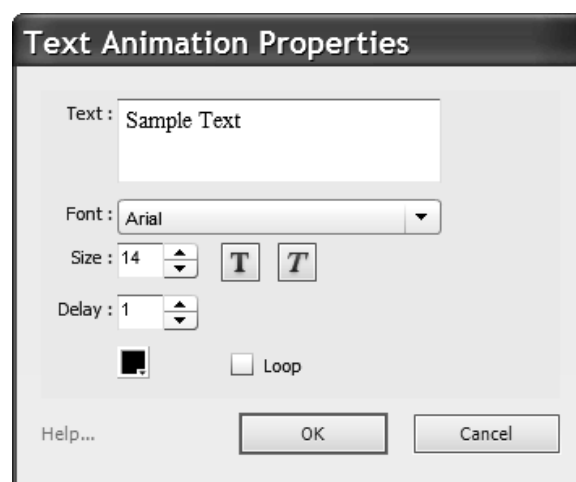 Text Animation Properties
Text : Sample Text
Font : Arial
Size : 14 T T
Delay : 1
Loop
Help... OK Cancel